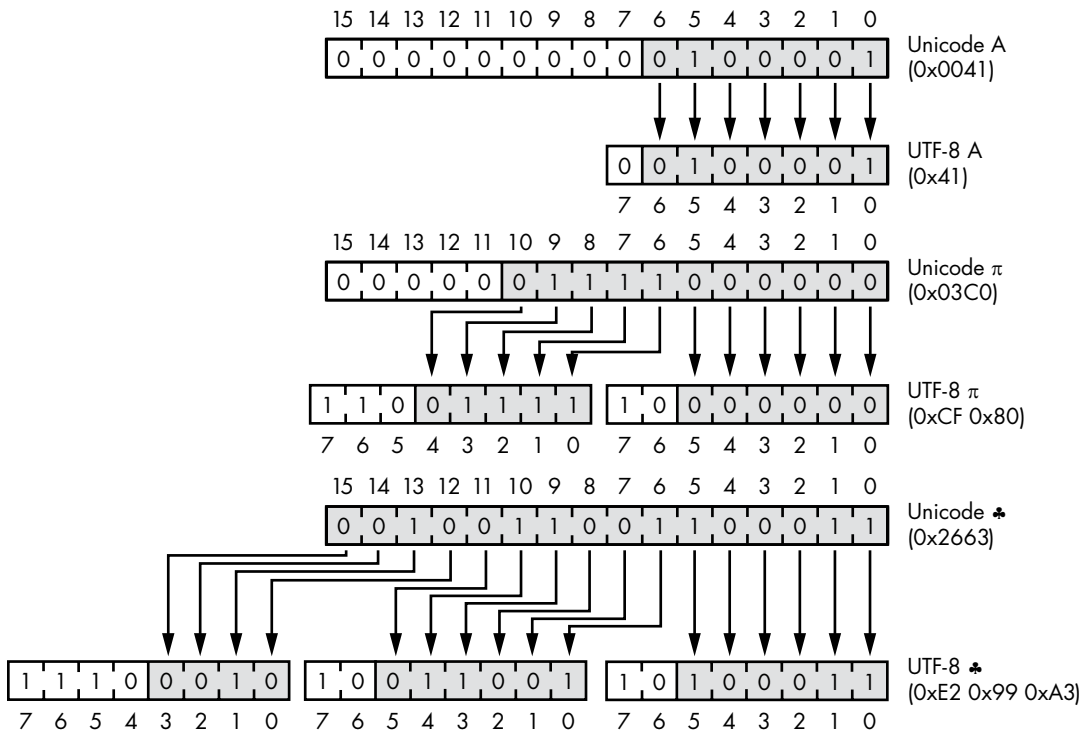 15 14 13 12 11 10 9 8 7 6 5 4 3 2 1 0
0 0 0 0 0 0 0 0 0 0 1 0 0 0 0 1
Unicode A
(0x0041)
0 0 1 0 0 0 0 1
UTF-8 A
(0x41)
7 6 5 4 3 2 1 0
15 14 13 12 11 10 9 8 7 6 5 4 3 2 1 0
0 0 0 0 0 0 1 1 1 1 0 0 0 0 0 0
Unicode π
(0x03C0)
1 1 0 0 1 1 1 1 1 0 0 0 0 0 0 0
UTF-8 π
(0xCF 0x80)
7 6 5 4 3 2 1 0 7 6 5 4 3 2 1 0
15 14 13 12 11 10 9 8 7 6 5 4 3 2 1 0
0 0 1 0 0 1 1 0 0 1 1 0 0 0 1 1
Unicode ♣
(0x2663)
1 1 1 0 0 0 1 0 1 0 0 1 1 0 0 1 1 0 1 0 0 0 1 1
UTF-8 ♣
(0xE2 0x99 0xA3)
7 6 5 4 3 2 1 0 7 6 5 4 3 2 1 0 7 6 5 4 3 2 1 0